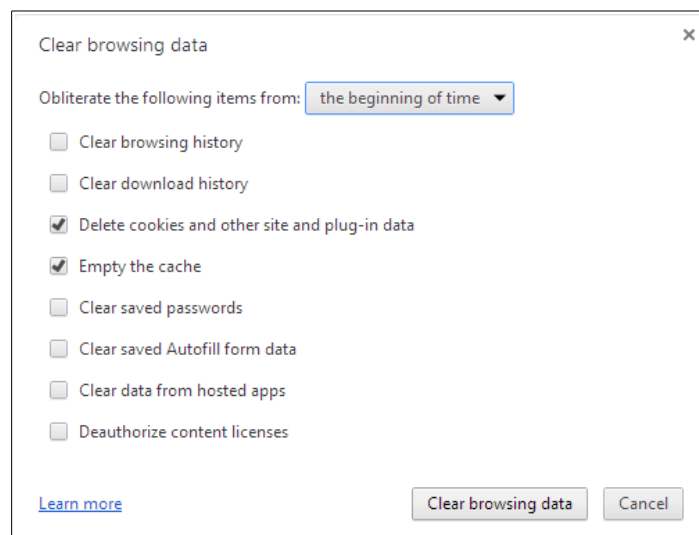 Clear browsing data
Obliterate the following items from: the beginning of time
Clear browsing history
Clear download history
Delete cookies and other site and plug-in data
Empty the cache
Clear saved passwords
Clear saved Autofill form data
Clear data from hosted apps
Deauthorize content licenses
Learn more Clear browsing data Cancel